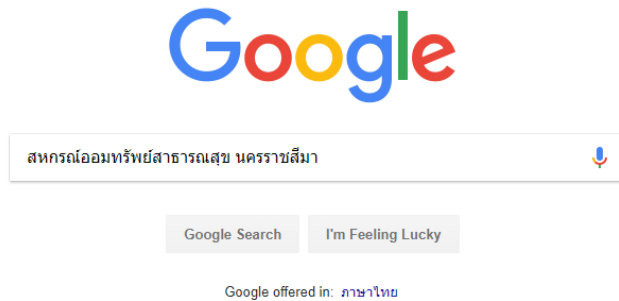 Google
สหกรณ์ออมทรัพย์สาธารณสุข นครราชสีมา
Google Search I'm Feeling Lucky
Google offered in: ภาษาไทย